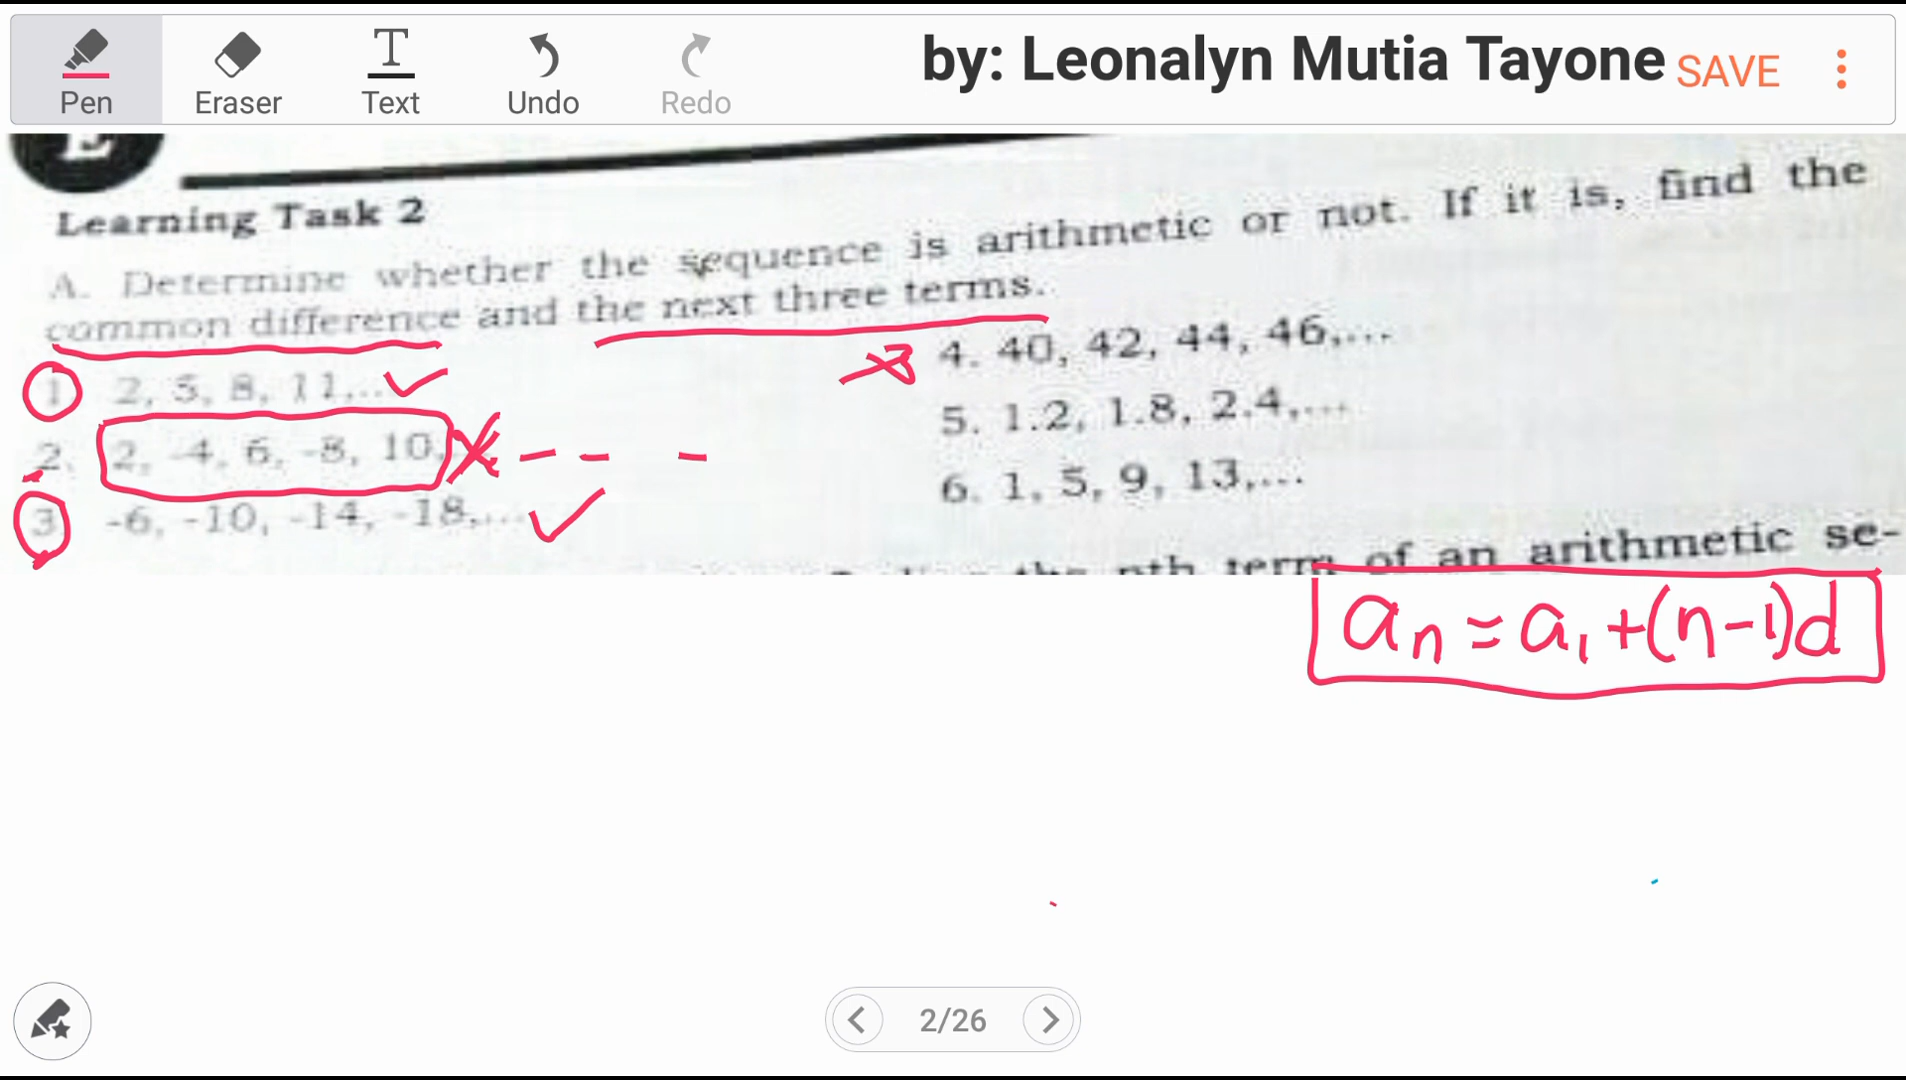 Pen Eraser Text Undo Redo by: Leonalyn Mutia Tayone SAVE
Learning Task 2
A. Determine whether the sequence is arithmetic or not. If it is, find the
common difference and the next three terms.
1 2, 5, 8, 11,...
2. 2, -4, 6, -8, 10,
3 -6, -10, -14, -18,...
4. 40, 42, 44, 46,...
5. 1.2, 1.8, 2.4,...
6. 1, 5, 9, 13,...
the nth term of an arithmetic se-
an = a1 + (n-1)d
2/26